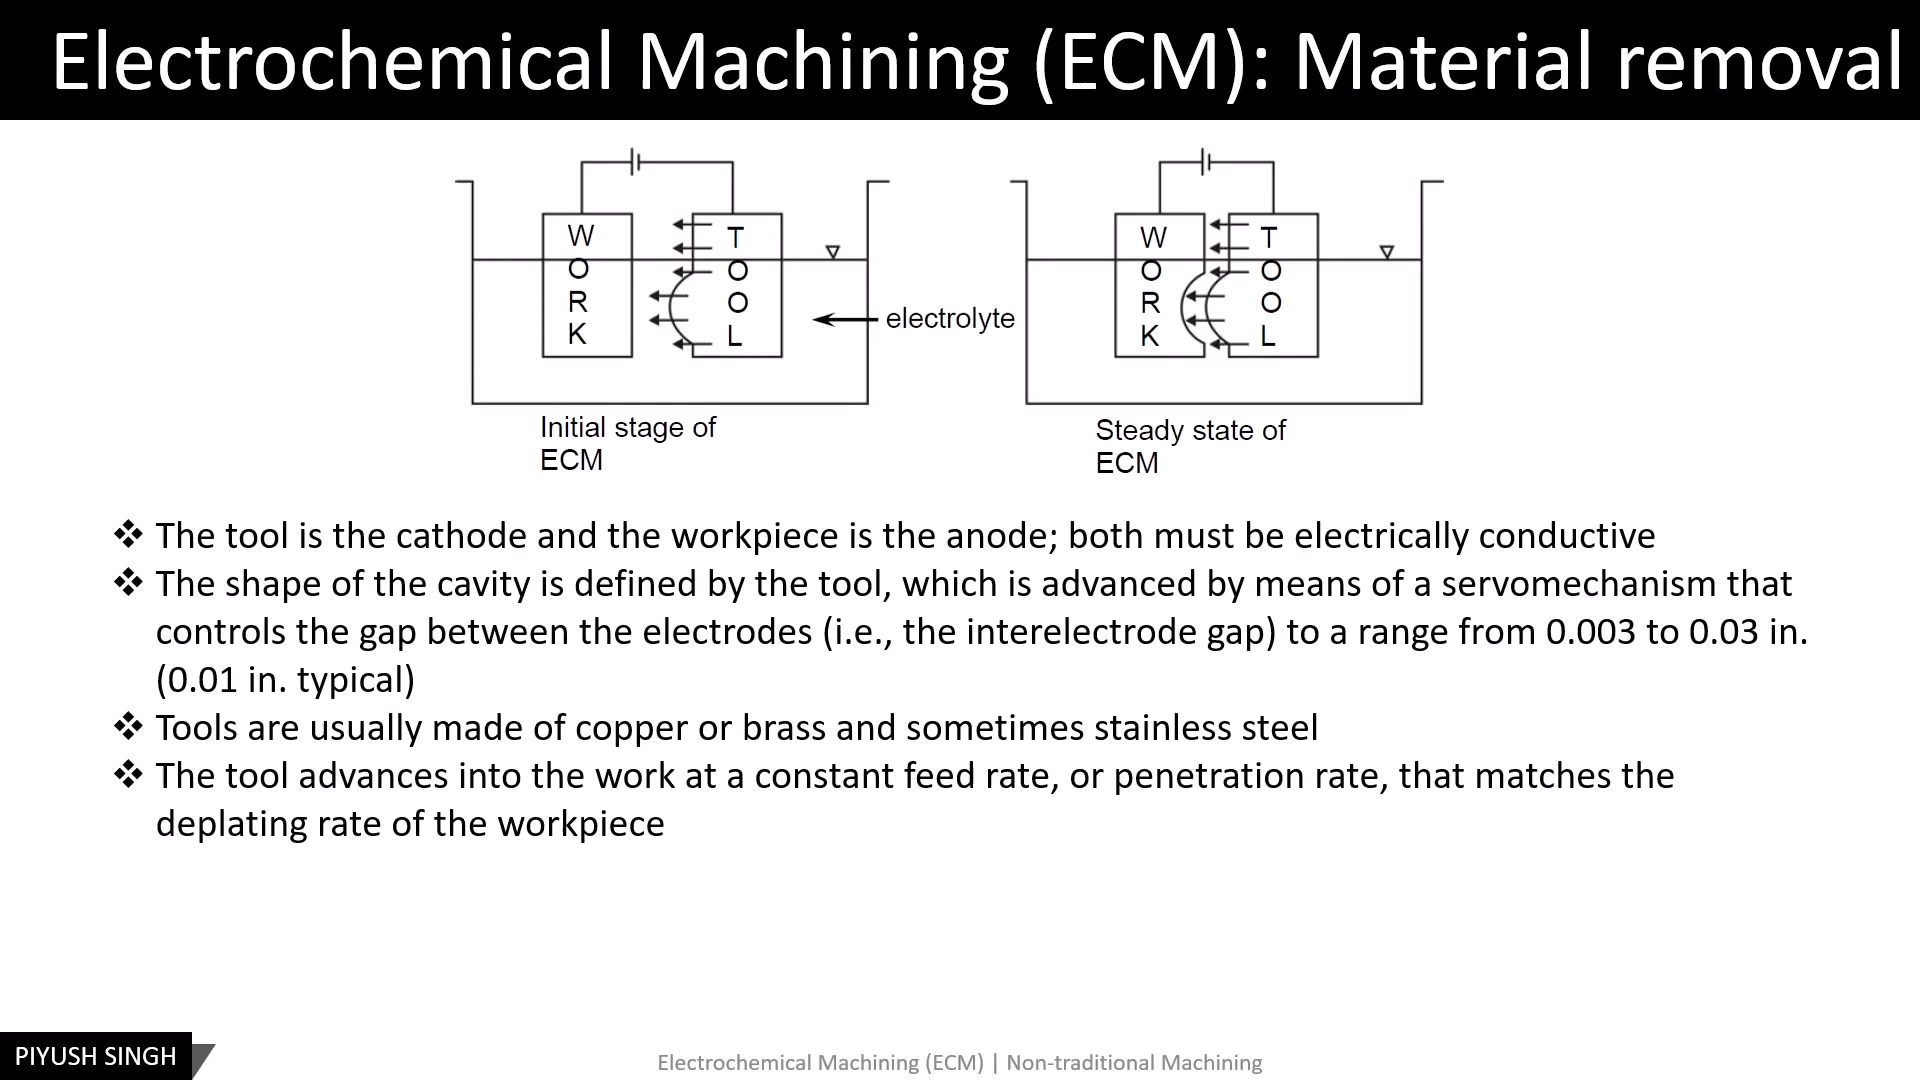 Electrochemical Machining (ECM): Material removal
WORK
TOOL
WORK
TOOL
electrolyte
Initial stage of
ECM
Steady state of
ECM
❖ The tool is the cathode and the workpiece is the anode; both must be electrically conductive
❖ The shape of the cavity is defined by the tool, which is advanced by means of a servomechanism that
controls the gap between the electrodes (i.e., the interelectrode gap) to a range from 0.003 to 0.03 in.
(0.01 in. typical)
❖ Tools are usually made of copper or brass and sometimes stainless steel
❖ The tool advances into the work at a constant feed rate, or penetration rate, that matches the
deplating rate of the workpiece
PIYUSH SINGH
Electrochemical Machining (ECM) | Non-traditional Machining